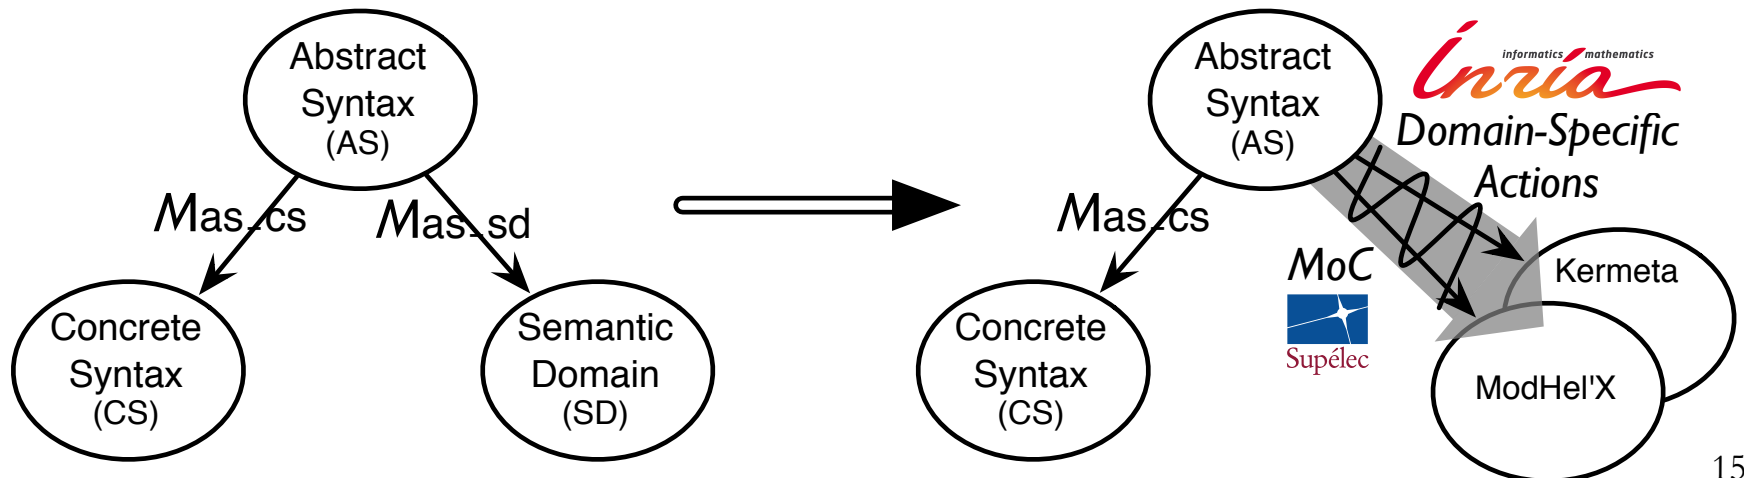 Abstract
Syntax
(AS)
Mas_cs
Mas_sd
Concrete
Syntax
(CS)
Semantic
Domain
(SD)
Abstract
Syntax
(AS)
informatics mathematics
Inría
Domain-Specific
Actions
Mas_cs
MoC
Supélec
Concrete
Syntax
(CS)
Kermeta
ModHel'X
15